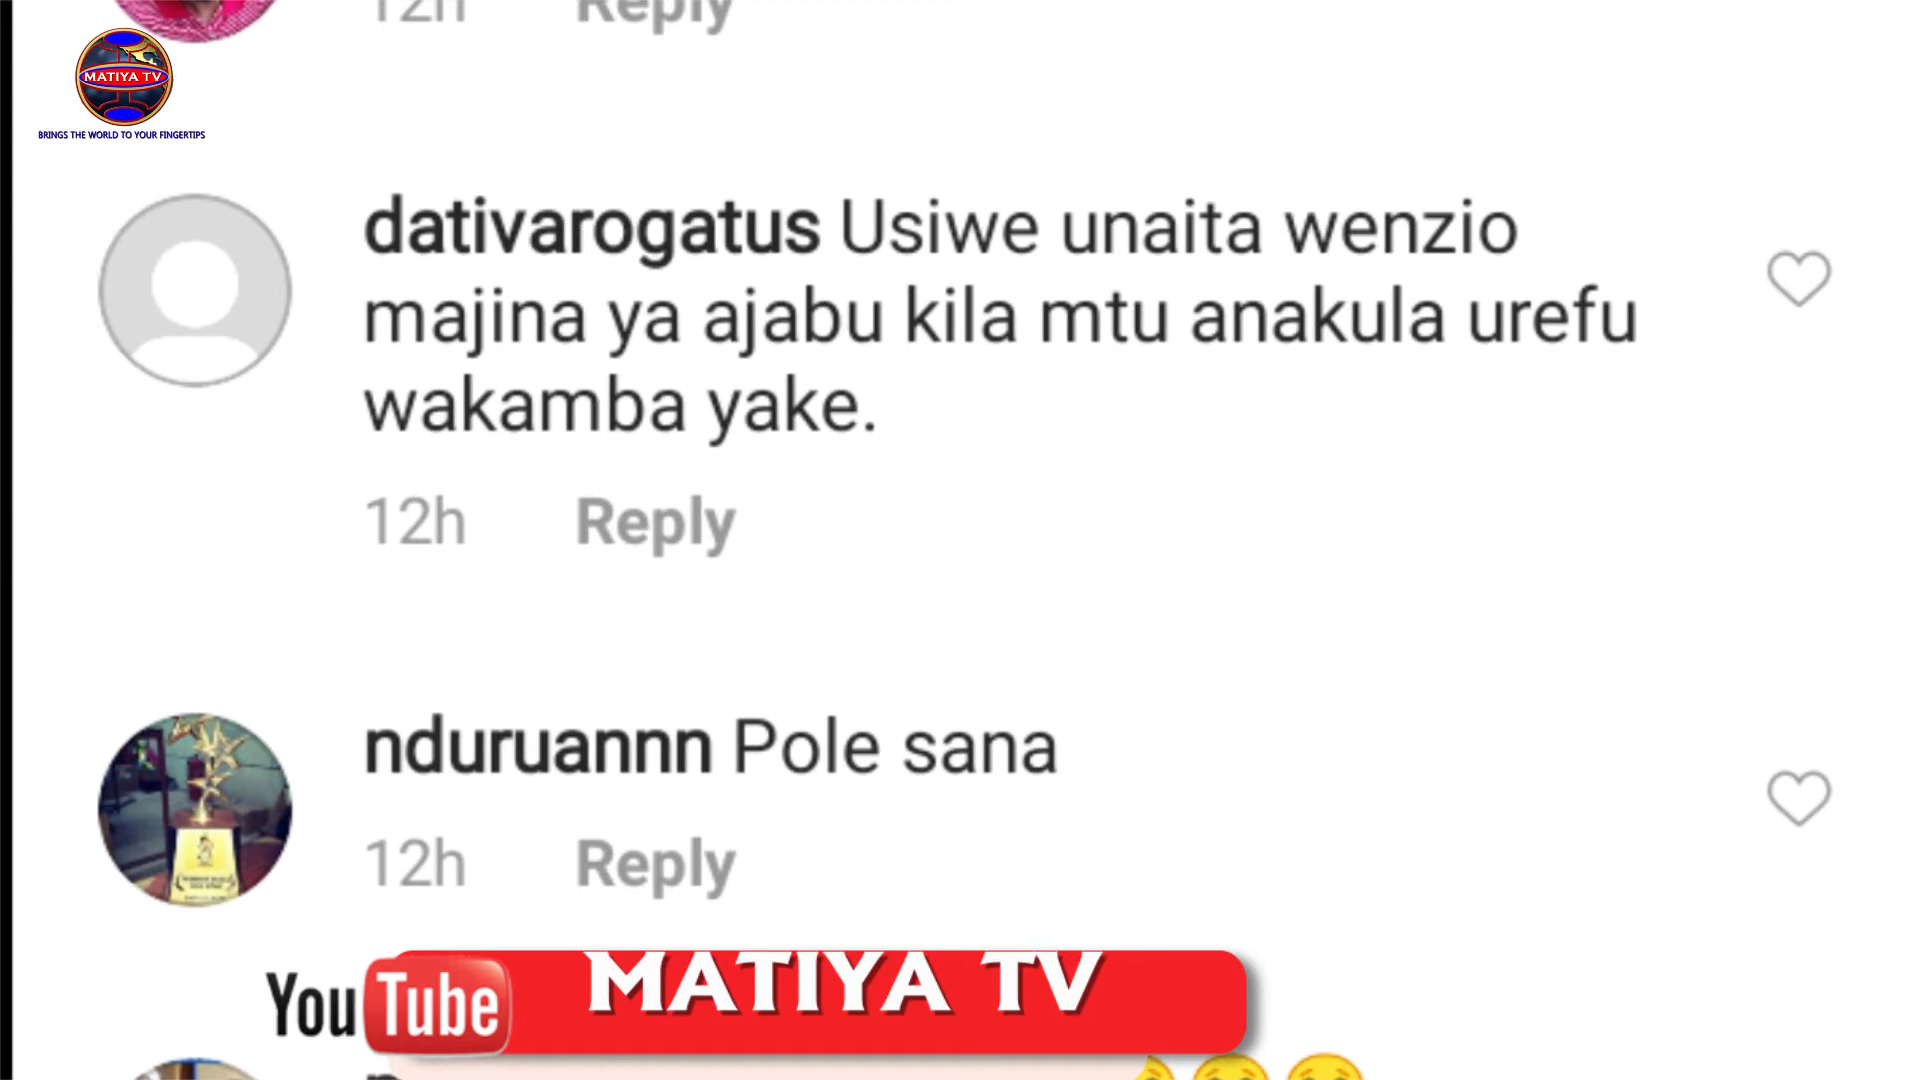 12h Reply
MATIYA TV
BRINGS THE WORLD TO YOUR FINGERTIPS
dativarogatus Usiwe unaita wenzio
majina ya ajabu kila mtu anakula urefu
wakamba yake.
12h Reply
nduruannn Pole sana
12h Reply
YouTube MATIYA TV